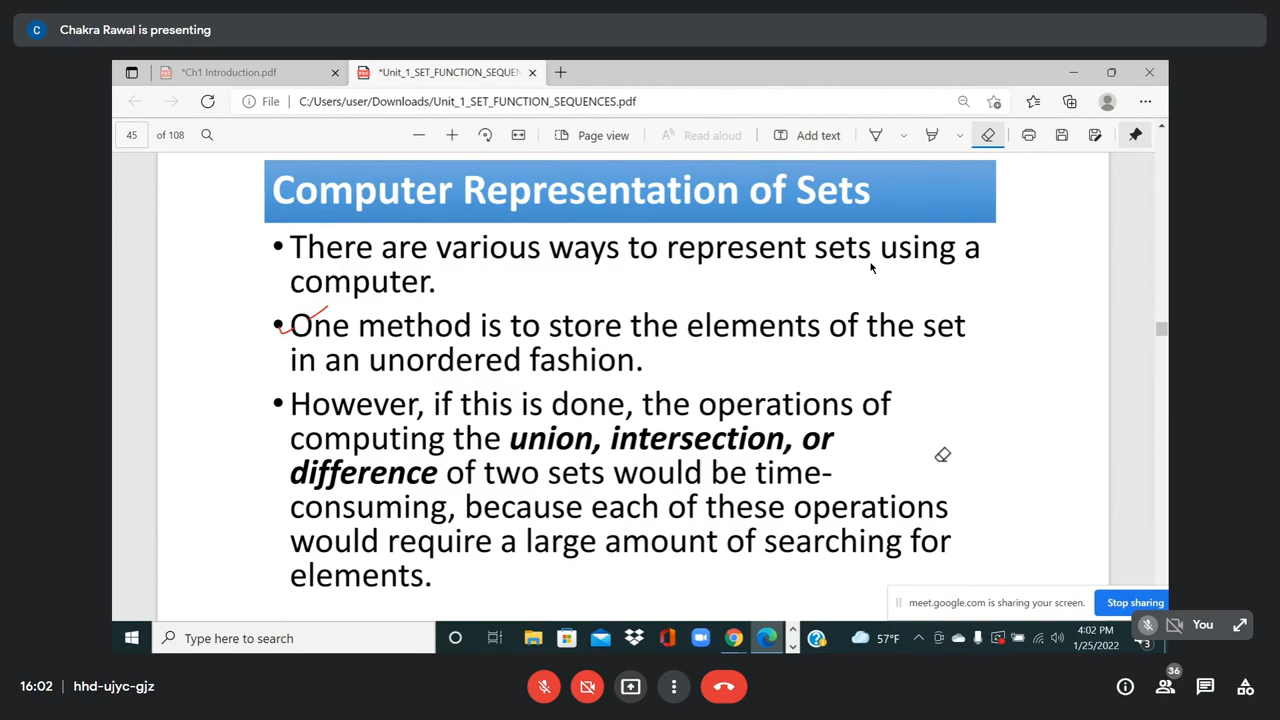 C
Chakra Rawal is presenting
*Ch1 Introduction.pdf
*Unit_1_SET_FUNCTION_SEQUEN
File
C:/Users/user/Downloads/Unit_1_SET_FUNCTION_SEQUENCES.pdf
45 of 108
Page view
Read aloud
Add text
Computer Representation of Sets
• There are various ways to represent sets using a
computer.
• One method is to store the elements of the set
in an unordered fashion.
• However, if this is done, the operations of
computing the union, intersection, or
difference of two sets would be time-
consuming, because each of these operations
would require a large amount of searching for
elements.
meet.google.com is sharing your screen.
Stop sharing
You
Type here to search
57°F
4:02 PM
1/25/2022
3
16:02 | hhd-ujyc-gjz
36